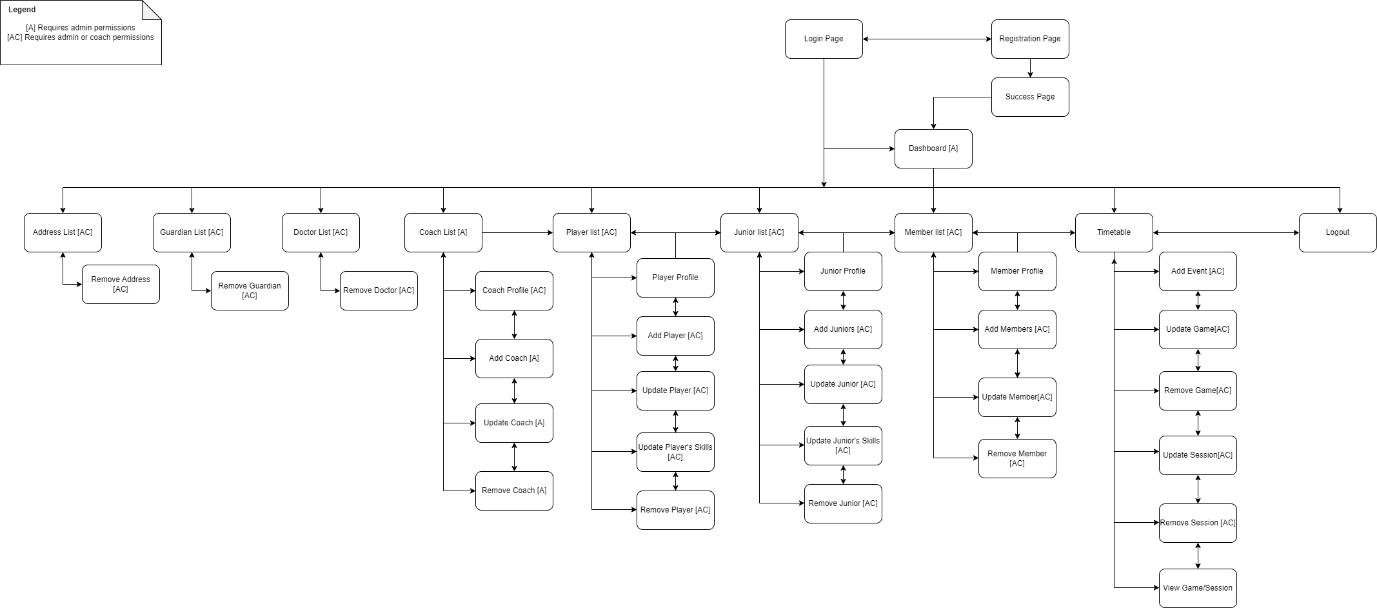 Legend
[A] Requires admin permissions
[AC] Requires admin or coach permissions
Login Page
Registration Page
Success Page
Dashboard [A]
Address List [AC]
Guardian List [AC]
Doctor List [AC]
Coach List [A]
Player list [AC]
Junior list [AC]
Member list [AC]
Timetable
Logout
Remove Address
[AC]
Remove Guardian
[AC]
Remove Doctor [AC]
Coach Profile [AC]
Add Coach [A]
Update Coach [A]
Remove Coach [A]
Player Profile
Add Player [AC]
Update Player [AC]
Update Player's Skills
[AC]
Remove Player [AC]
Junior Profile
Add Juniors [AC]
Update Junior [AC]
Update Junior's Skills
[AC]
Remove Junior [AC]
Member Profile
Add Members [AC]
Update Member[AC]
Remove Member
[AC]
Add Event [AC]
Update Game[AC]
Remove Game[AC]
Update Session[AC]
Remove Session [AC]
View Game/Session